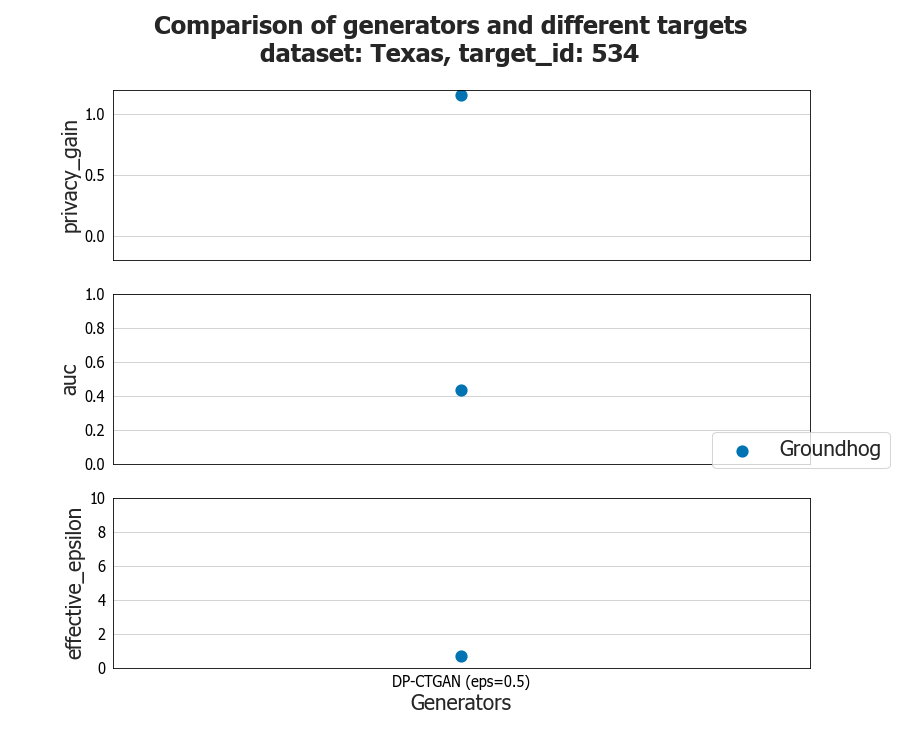 Comparison of generators and different targets
dataset: Texas, target_id: 534
privacy_gain
1.0
0.5
0.0
auc
1.0
0.8
0.6
0.4
0.2
0.0
Groundhog
effective_epsilon
10
8
6
4
2
0
DP-CTGAN (eps=0.5)
Generators